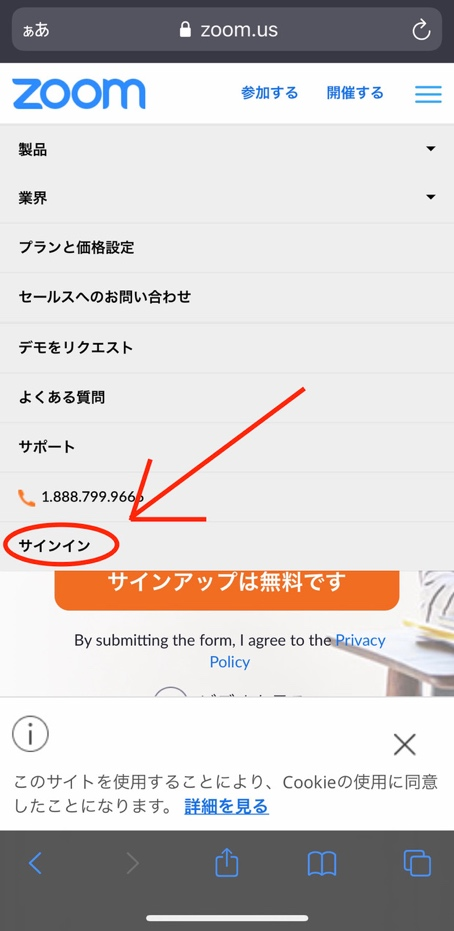 ぁあ zoom.us
zoom 参加する 開催する
製品
業界
プランと価格設定
セールスへのお問い合わせ
デモをリクエスト
よくある質問
サポート
1.888.799.9666
サインイン
サインアップは無料です
By submitting the form, I agree to the Privacy
Policy
このサイトを使用することにより、Cookieの使用に同意
したことになります。 詳細を見る